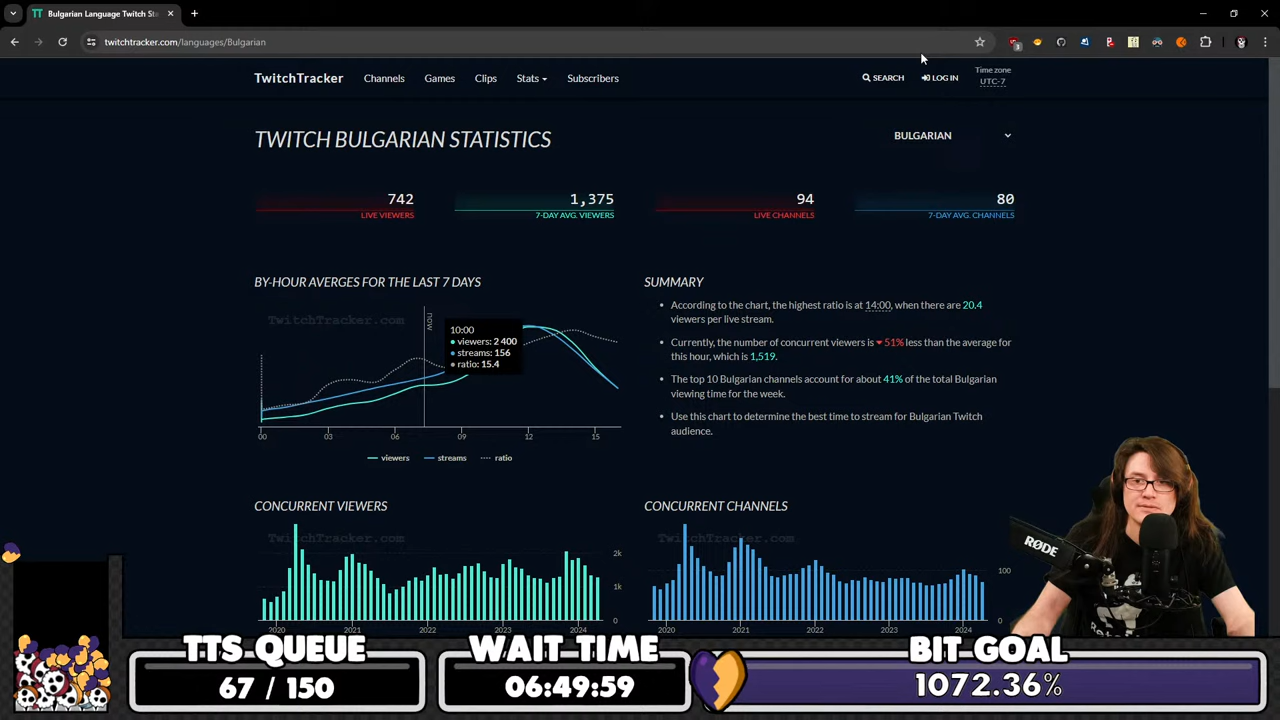 Bulgarian Language Twitch St
twitchtracker.com/languages/Bulgarian
TwitchTracker
Channels
Games
Clips
Stats
Subscribers
SEARCH
LOG IN
Time zone
UTC-7
TWITCH BULGARIAN STATISTICS
BULGARIAN
742
LIVE VIEWERS
1,375
7-DAY AVG. VIEWERS
94
LIVE CHANNELS
80
7-DAY AVG. CHANNELS
BY-HOUR AVERGES FOR THE LAST 7 DAYS
TwitchTracker.com
now
10:00
viewers: 2 400
streams: 156
ratio: 15.4
00 03 06 09 12 15
viewers streams ratio
SUMMARY
According to the chart, the highest ratio is at 14:00, when there are 20.4
viewers per live stream.
Currently, the number of concurrent viewers is 51% less than the average for
this hour, which is 1,519.
The top 10 Bulgarian channels account for about 41% of the total Bulgarian
viewing time for the week.
Use this chart to determine the best time to stream for Bulgarian Twitch
audience.
CONCURRENT VIEWERS
TwitchTracker.com
2k
1k
0
2020 2021 2022 2023 2024
CONCURRENT CHANNELS
TwitchTracker.com
100
0
2020 2021 2022 2023 2024
RØDE
TTS QUEUE
67 / 150
WAIT TIME
06:49:59
BIT GOAL
1072.36%